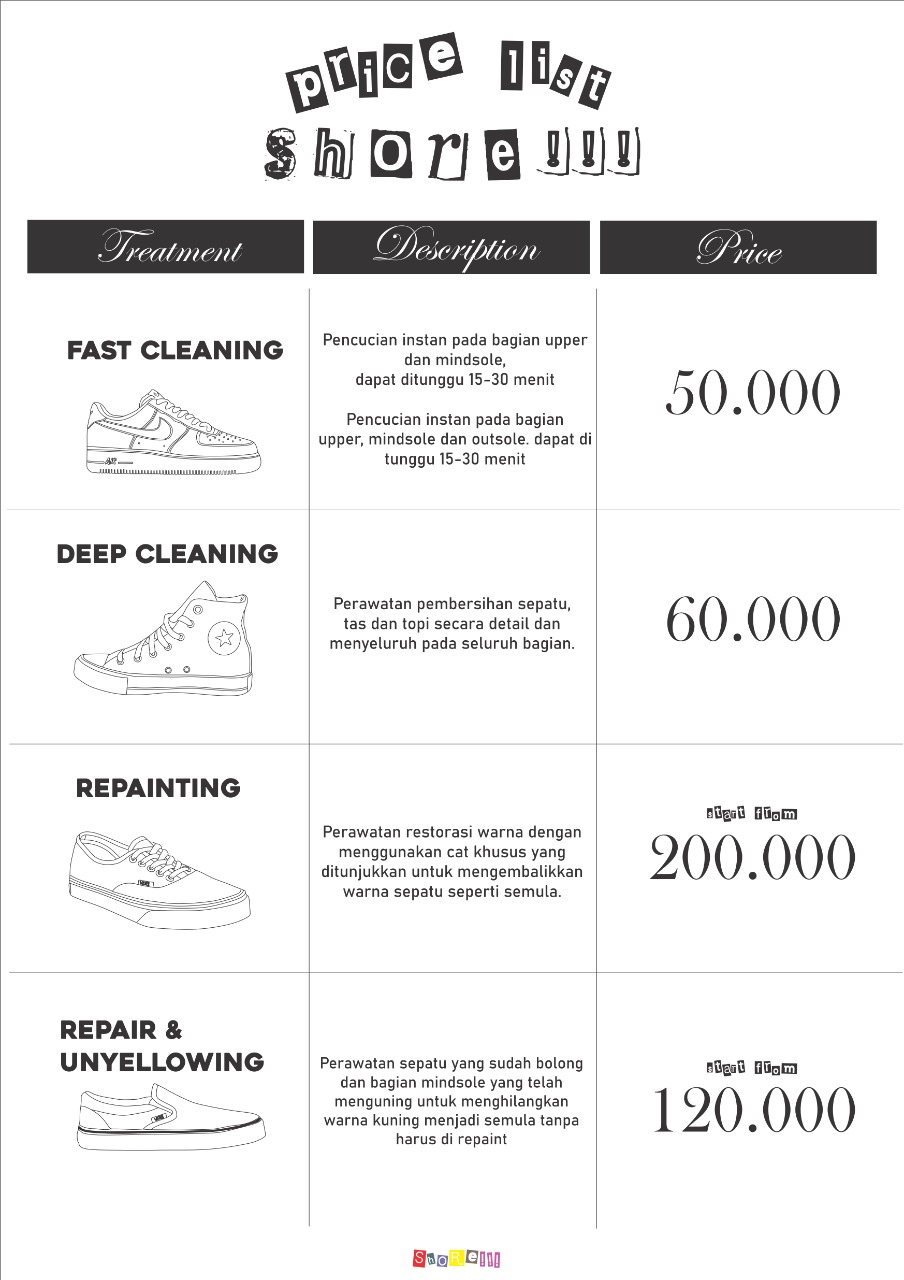 price list
Shore!!!
Treatment
Description
Price
FAST CLEANING
Pencucian instan pada bagian upper
dan mindsole,
dapat ditunggu 15-30 menit
Pencucian instan pada bagian
upper, mindsole dan outsole. dapat di
tunggu 15-30 menit
50.000
AIR
DEEP CLEANING
Perawatan pembersihan sepatu,
tas dan topi secara detail dan
menyeluruh pada seluruh bagian.
60.000
REPAINTING
Perawatan restorasi warna dengan
menggunakan cat khusus yang
ditunjukkan untuk mengembalikkan
warna sepatu seperti semula.
start from
200.000
REPAIR &
UNYELLOWING
Perawatan sepatu yang sudah bolong
dan bagian mindsole yang telah
menguning untuk menghilangkan
warna kuning menjadi semula tanpa
harus di repaint
start from
120.000
ShoRe!!!